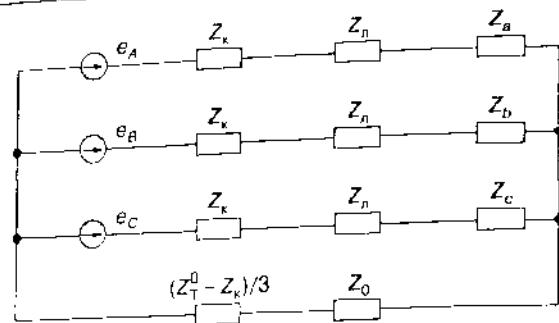 e_A Z_к Z_л Z_a
e_B Z_к Z_л Z_b
e_C Z_к Z_л Z_c
(Z_т^0 − Z_к)/3 Z_0